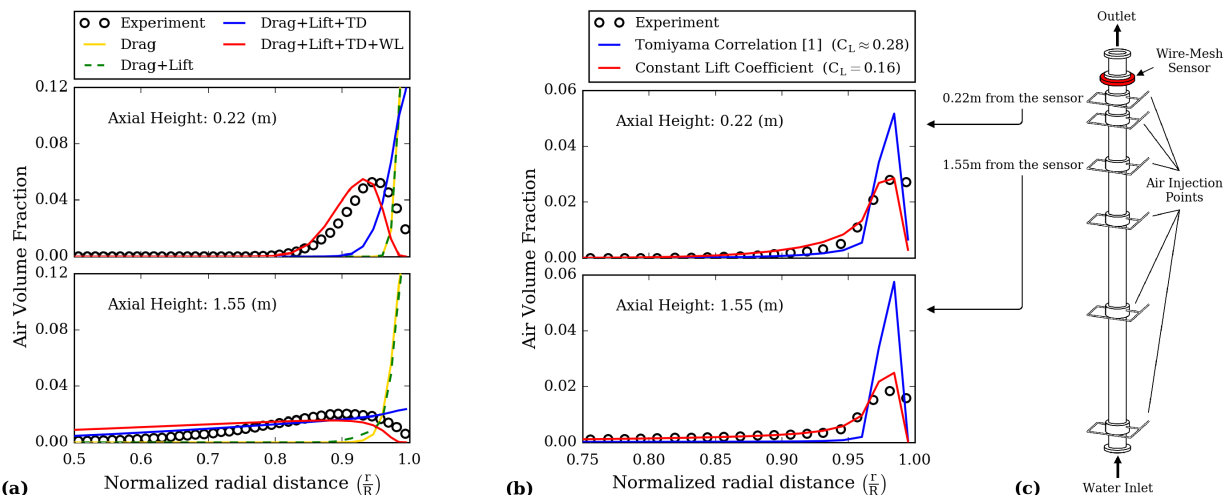 Experiment
Drag
Drag+Lift
Drag+Lift+TD
Drag+Lift+TD+WL
0.12
0.08
0.04
0.00
Axial Height: 0.22 (m)
0.12
0.08
0.04
0.00
Axial Height: 1.55 (m)
Air Volume Fraction
0.5
0.6
0.7
0.8
0.9
1.0
Normalized radial distance (r/R)
(a)
Experiment
Tomiyama Correlation [1] (C_L ≈ 0.28)
Constant Lift Coefficient (C_L = 0.16)
0.06
0.04
0.02
0.00
Axial Height: 0.22 (m)
0.06
0.04
0.02
0.00
Axial Height: 1.55 (m)
Air Volume Fraction
0.75
0.80
0.85
0.90
0.95
1.00
Normalized radial distance (r/R)
(b)
Outlet
Wire-Mesh
Sensor
0.22m from the sensor
1.55m from the sensor
Air Injection
Points
Water Inlet
(c)